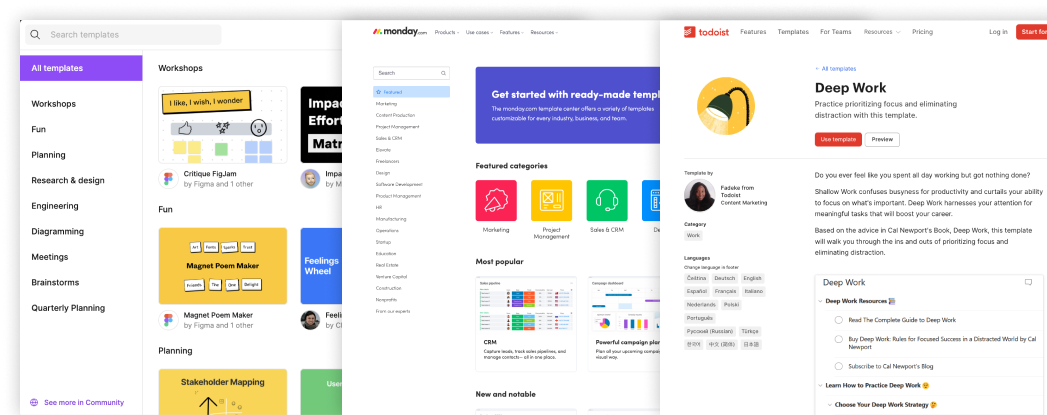 Search templates
All templates
Workshops
Fun
Planning
Research & design
Engineering
Diagramming
Meetings
Brainstorms
Quarterly Planning
See more in Community
Workshops
I like, I wish, I wonder
Critique FigJam
by Figma and 1 other
Fun
Art Farts Sparks Trust
Magnet Poem Maker
Friends The One Delight
Magnet Poem Maker
by Figma and 1 other
Feelings
Wheel
Planning
Stakeholder Mapping
monday.com
Products
Use cases
Features
Resources
Search
Featured
Marketing
Content Production
Project Management
Sales & CRM
Elevate
Freelancers
Design
Software Development
Product Management
HR
Manufacturing
Operations
Startup
Education
Real Estate
Venture Capital
Construction
Nonprofits
From our experts
Get started with ready-made templ
The monday.com template center offers a variety of templates
customizable for every industry, business, and team.
Featured categories
Marketing
Project
Management
Sales & CRM
Most popular
Sales pipeline
Campaign dashboard
CRM
Capture leads, track sales pipelines, and
manage contacts– all in one place.
Powerful campaign plan
Plan all your upcoming campai
visual way.
New and notable
todoist
Features
Templates
For Teams
Resources
Pricing
Log in
Start for
← All templates
Deep Work
Practice prioritizing focus and eliminating
distraction with this template.
Use template
Preview
Template by
Fadeke from
Todoist
Content Marketing
Category
Work
Languages
Change language in footer
Čeština Deutsch English
Español Français Italiano
Nederlands Polski
Português
Русский (Russian) Türkçe
한국어 中文 (简体) 日本語
Do you ever feel like you spent all day working but got nothing done?
Shallow Work confuses busyness for productivity and curtails your ability
to focus on what's important. Deep Work harnesses your attention for
meaningful tasks that will boost your career.
Based on the advice in Cal Newport's Book, Deep Work, this template
will walk you through the ins and outs of prioritizing focus and
eliminating distraction.
Deep Work
Deep Work Resources
Read The Complete Guide to Deep Work
Buy Deep Work: Rules for Focused Success in a Distracted World by Cal
Newport
Subscribe to Cal Newport's Blog
Learn How to Practice Deep Work
Choose Your Deep Work Strategy